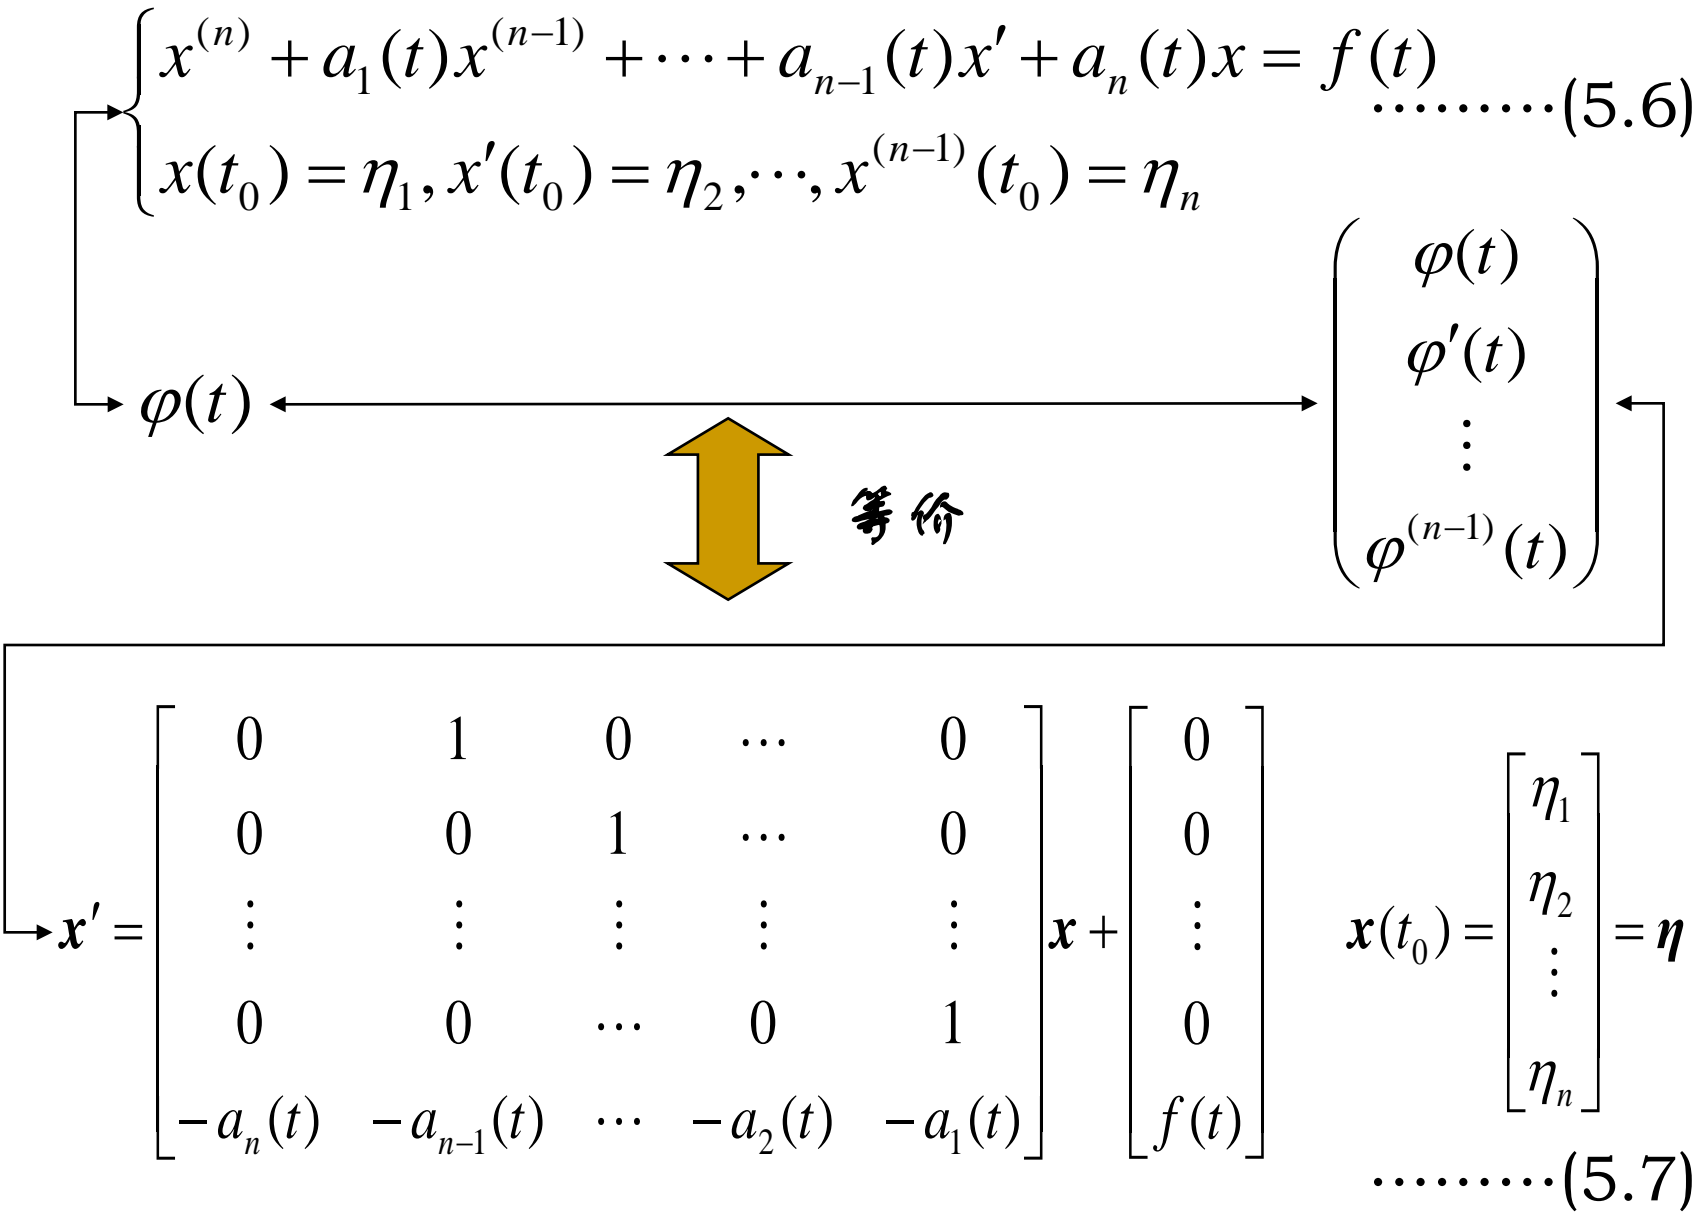 x^{(n)} + a_1(t)x^{(n-1)} + ⋯ + a_{n-1}(t)x′ + a_n(t)x = f(t)
⋯⋯⋯(5.6)
x(t_0) = η_1, x′(t_0) = η_2,⋯, x^{(n-1)}(t_0) = η_n
φ(t)
φ(t)
φ′(t)
⋮
φ^{(n-1)}(t)
等价
x′ = [0 1 0 ⋯ 0
0 0 1 ⋯ 0
⋮ ⋮ ⋮ ⋮ ⋮
0 0 ⋯ 0 1
−a_n(t) −a_{n-1}(t) ⋯ −a_2(t) −a_1(t)] x + [0
0
⋮
0
f(t)]
x(t_0) = [η_1
η_2
⋮
η_n] = η
⋯⋯⋯(5.7)